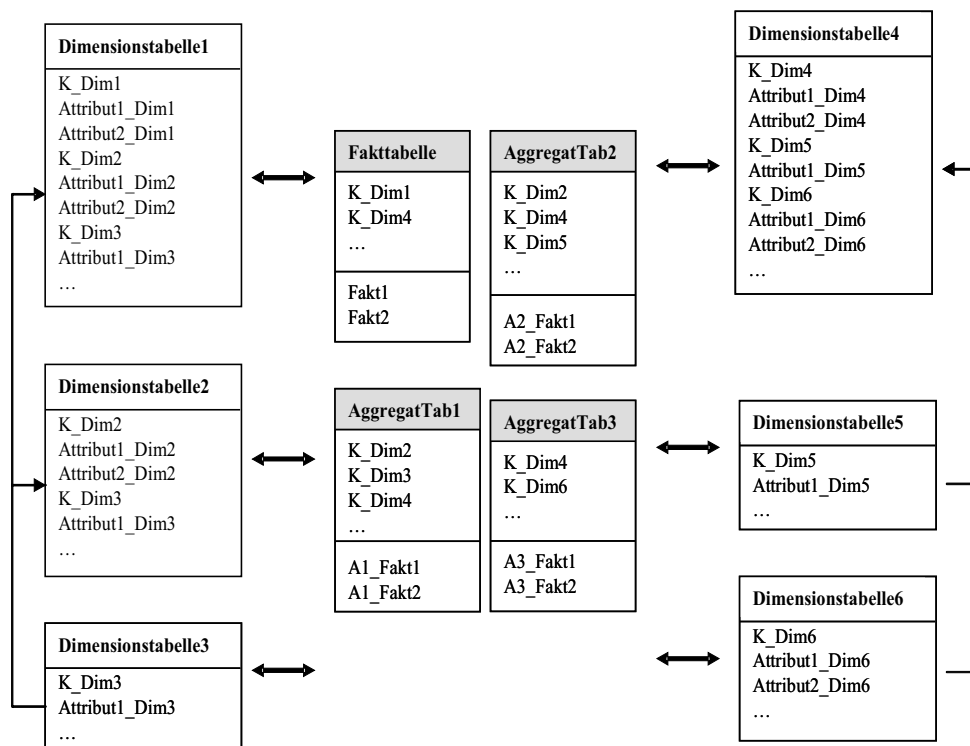 Dimensionstabelle1
K_Dim1
Attribut1_Dim1
Attribut2_Dim1
K_Dim2
Attribut1_Dim2
Attribut2_Dim2
K_Dim3
Attribut1_Dim3
…
Fakttabelle
K_Dim1
K_Dim4
…
Fakt1
Fakt2
AggregatTab2
K_Dim2
K_Dim4
K_Dim5
…
A2_Fakt1
A2_Fakt2
Dimensionstabelle4
K_Dim4
Attribut1_Dim4
Attribut2_Dim4
K_Dim5
Attribut1_Dim5
K_Dim6
Attribut1_Dim6
Attribut2_Dim6
…
Dimensionstabelle2
K_Dim2
Attribut1_Dim2
Attribut2_Dim2
K_Dim3
Attribut1_Dim3
…
AggregatTab1
K_Dim2
K_Dim3
K_Dim4
…
A1_Fakt1
A1_Fakt2
AggregatTab3
K_Dim4
K_Dim6
…
A3_Fakt1
A3_Fakt2
Dimensionstabelle5
K_Dim5
Attribut1_Dim5
…
Dimensionstabelle3
K_Dim3
Attribut1_Dim3
…
Dimensionstabelle6
K_Dim6
Attribut1_Dim6
Attribut2_Dim6
…